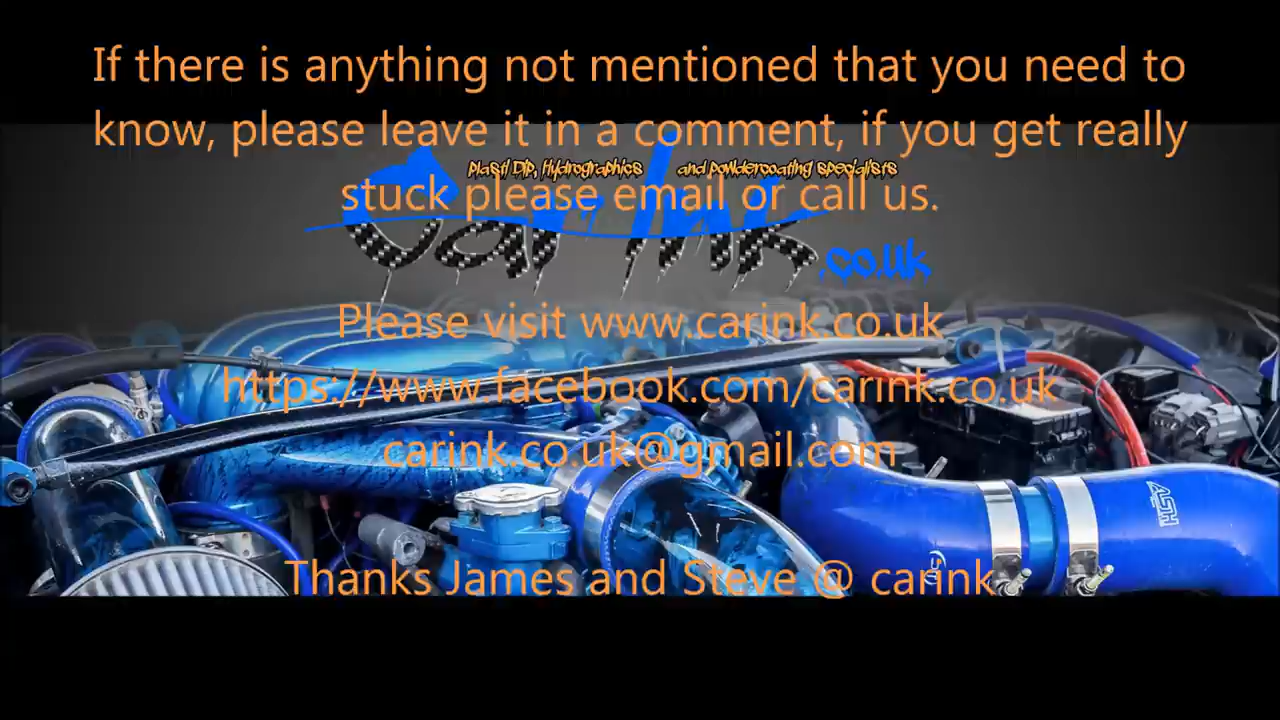 If there is anything not mentioned that you need to
know, please leave it in a comment, if you get really
Plasti Dip, Hydrographics and powdercoating specialists
stuck please email or call us.
Car Ink
.co.uk
Please visit www.carink.co.uk
https://www.facebook.com/carink.co.uk
carink.co.uk@gmail.com
ASH
Thanks James and Steve @ carink